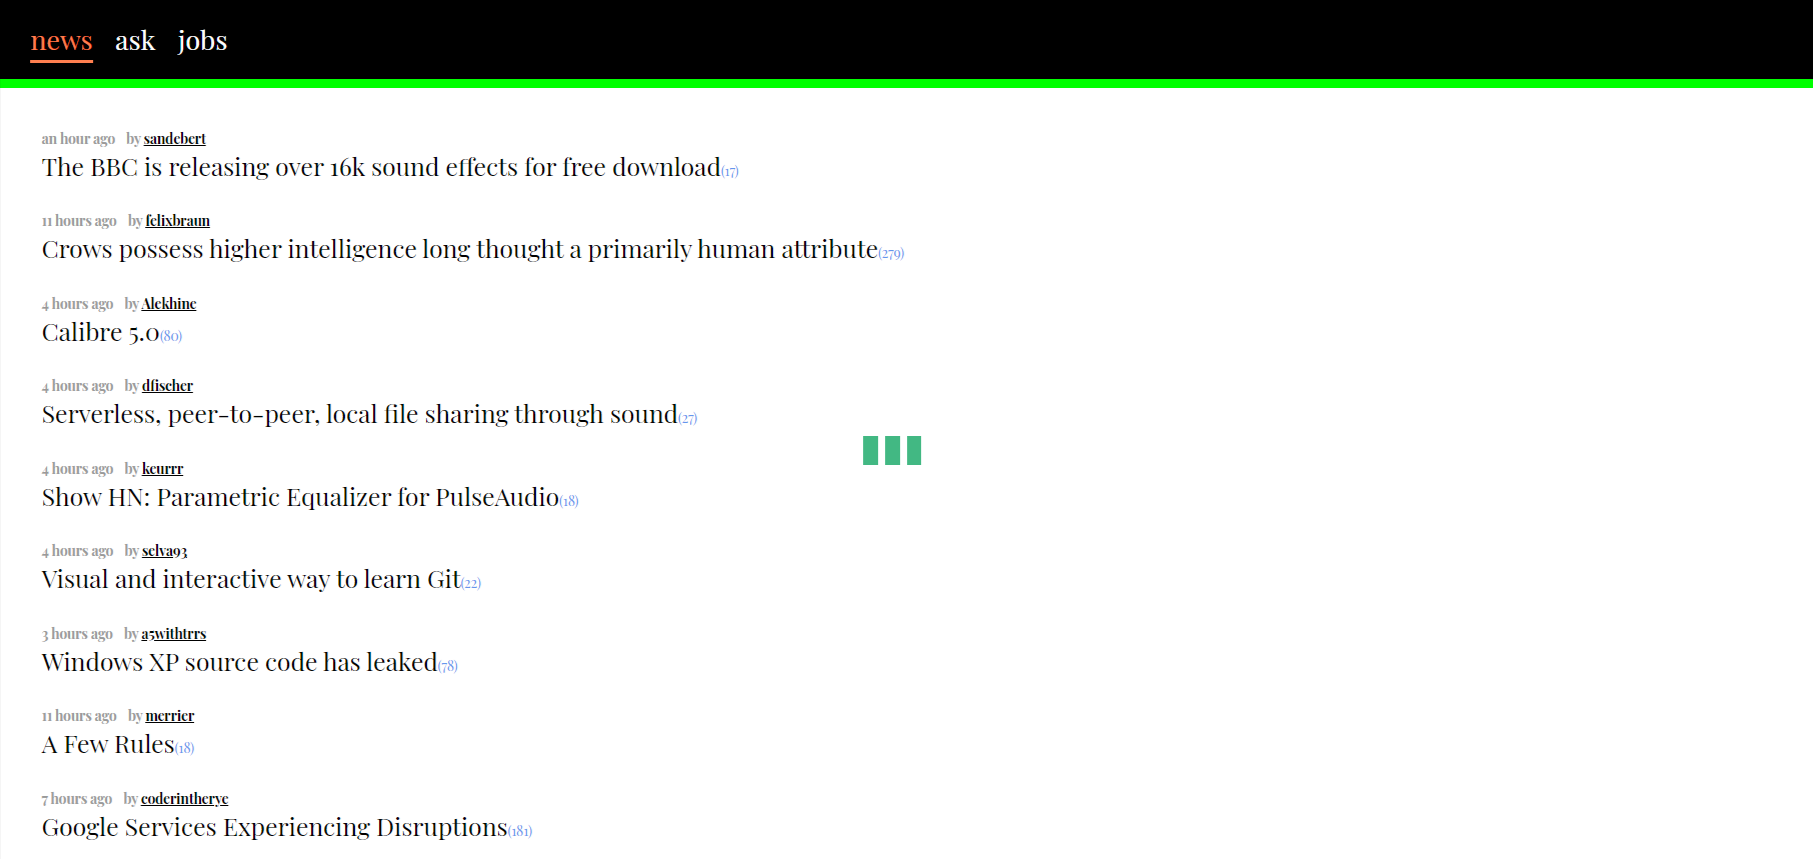 news ask jobs
an hour ago by sandebert
The BBC is releasing over 16k sound effects for free download(17)
11 hours ago by felixbraun
Crows possess higher intelligence long thought a primarily human attribute(279)
4 hours ago by Alekhine
Calibre 5.0(80)
4 hours ago by dfischer
Serverless, peer-to-peer, local file sharing through sound(27)
4 hours ago by keurrr
Show HN: Parametric Equalizer for PulseAudio(18)
4 hours ago by selva93
Visual and interactive way to learn Git(22)
3 hours ago by a5withtrrs
Windows XP source code has leaked(78)
11 hours ago by merrier
A Few Rules(18)
7 hours ago by coderintherye
Google Services Experiencing Disruptions(181)